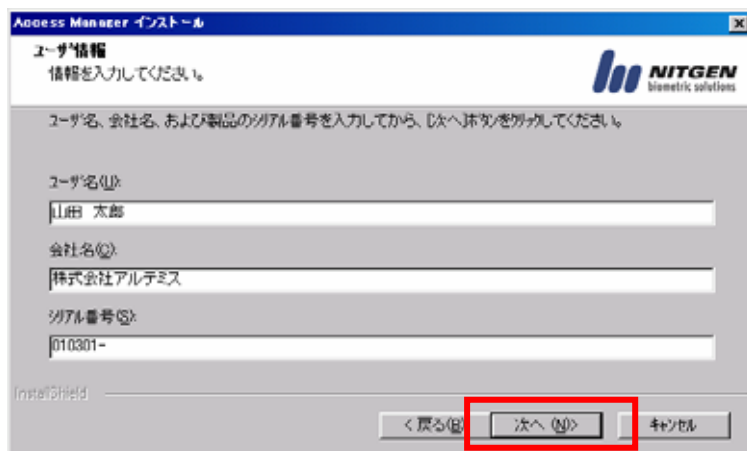 Access Manager インストール
ユーザ情報
情報を入力してください。
NITGEN
biometric solutions
ユーザ名、会社名、および製品のシリアル番号を入力してから、[次へ]ボタンをクリックしてください。
ユーザ名(U):
山田 太郎
会社名(C):
株式会社アルテミス
シリアル番号(S):
010301-
InstallShield
< 戻る(B)
次へ (N)>
キャンセル